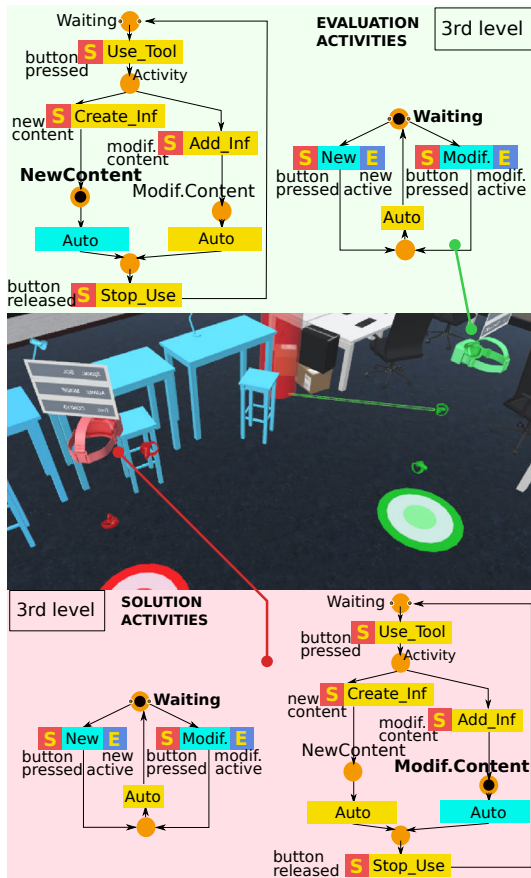 EVALUATION
ACTIVITIES
3rd level
Waiting
button
pressed
S Use_Tool
Activity
S Create_Inf
new
content
S Add_Inf
modif.
content
NewContent
Modif.Content
Auto
Auto
button
released
S Stop_Use
Waiting
S New E
S Modif. E
button
pressed
new
active
button
pressed
modif.
active
Auto
3rd level
SOLUTION
ACTIVITIES
Waiting
S New E
S Modif. E
button
pressed
new
active
button
pressed
modif.
active
Auto
Waiting
button
pressed
S Use_Tool
Activity
S Create_Inf
new
content
S Add_Inf
modif.
content
NewContent
Modif.Content
Auto
Auto
button
released
S Stop_Use